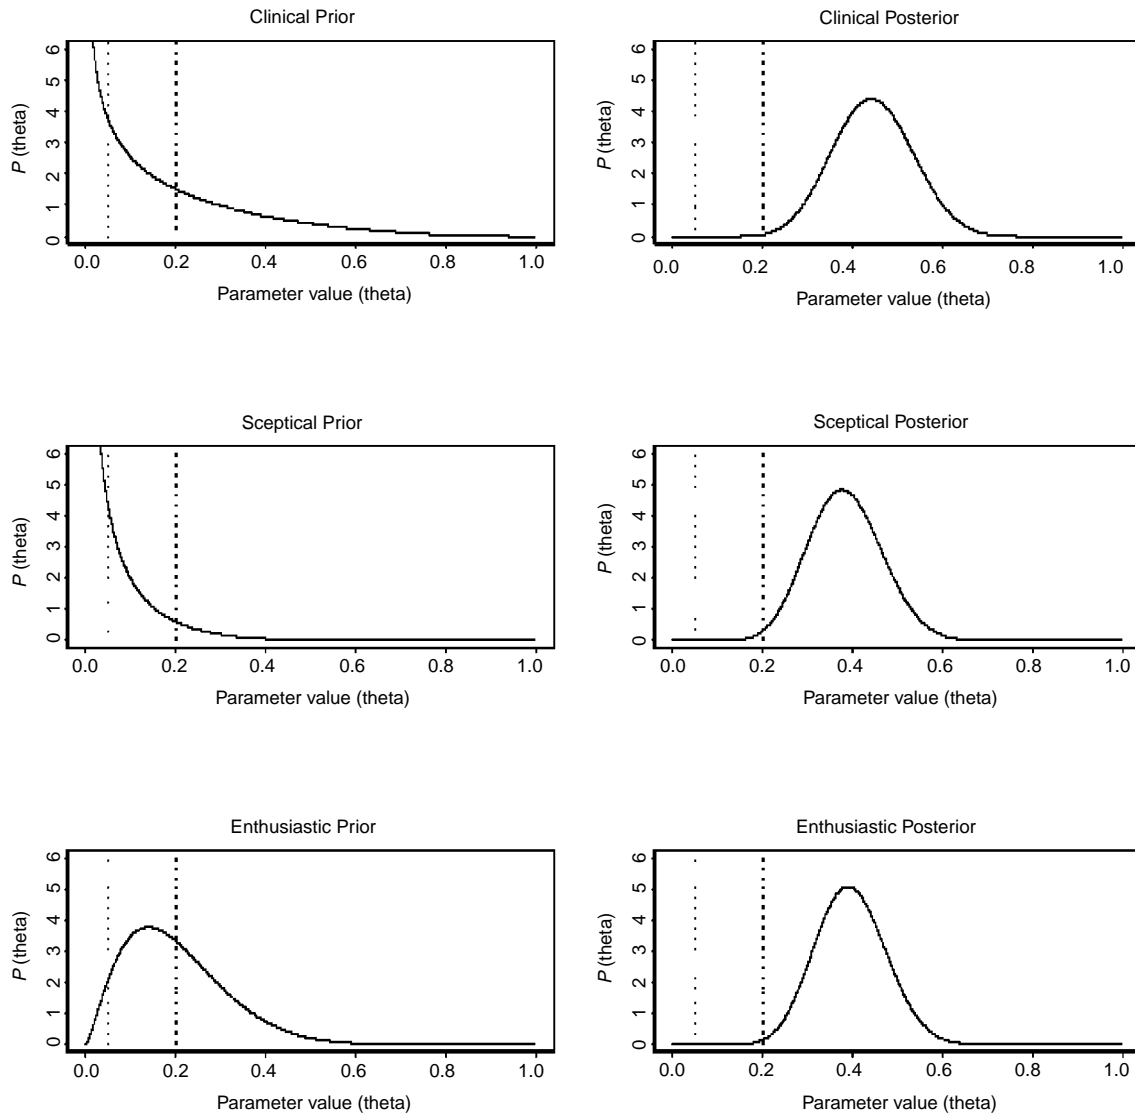 Clinical Prior
6
5
4
3
2
1
0
P (theta)
0.0 0.2 0.4 0.6 0.8 1.0
Parameter value (theta)
Clinical Posterior
6
5
4
3
2
1
0
P (theta)
0.0 0.2 0.4 0.6 0.8 1.0
Parameter value (theta)
Sceptical Prior
6
5
4
3
2
1
0
P (theta)
0.0 0.2 0.4 0.6 0.8 1.0
Parameter value (theta)
Sceptical Posterior
6
5
4
3
2
1
0
P (theta)
0.0 0.2 0.4 0.6 0.8 1.0
Parameter value (theta)
Enthusiastic Prior
6
5
4
3
2
1
0
P (theta)
0.0 0.2 0.4 0.6 0.8 1.0
Parameter value (theta)
Enthusiastic Posterior
6
5
4
3
2
1
0
P (theta)
0.0 0.2 0.4 0.6 0.8 1.0
Parameter value (theta)